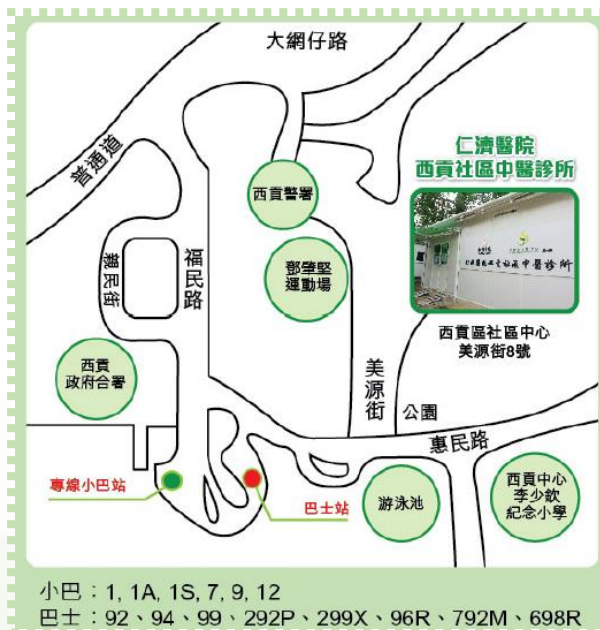 大網仔路
普通道
仁濟醫院
西貢社區中醫診所
西貢警署
鄧肇堅
運動場
親民街
福民路
西貢區社區中心
美源街8號
西貢
政府合署
美源街
公園
惠民路
專線小巴站
巴士站
游泳池
西貢中心
李少欽
紀念小學
小巴：1, 1A, 1S, 7, 9, 12
巴士：92、94、99、292P、299X、96R、792M、698R